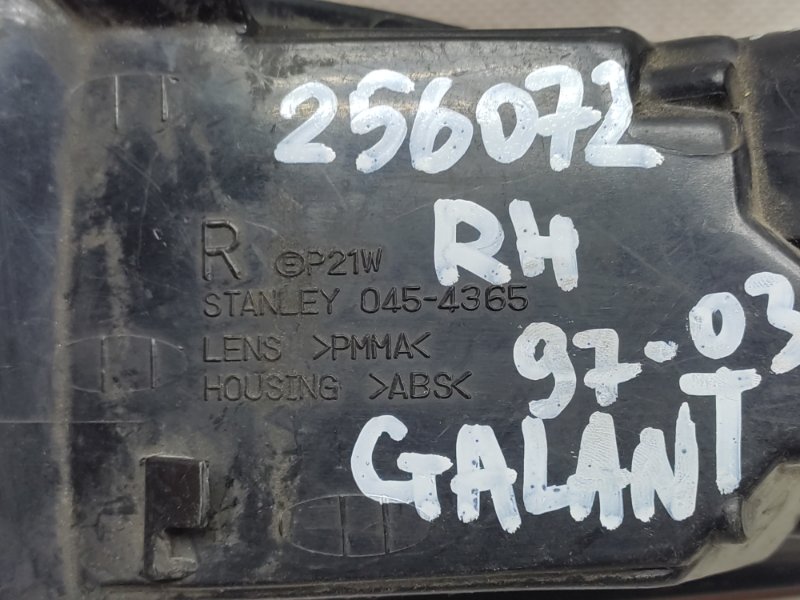 256072
RH
R ⊖P21W
STANLEY 045-4365
LENS >PMMA<
HOUSING >ABS<
97-03
GALANT